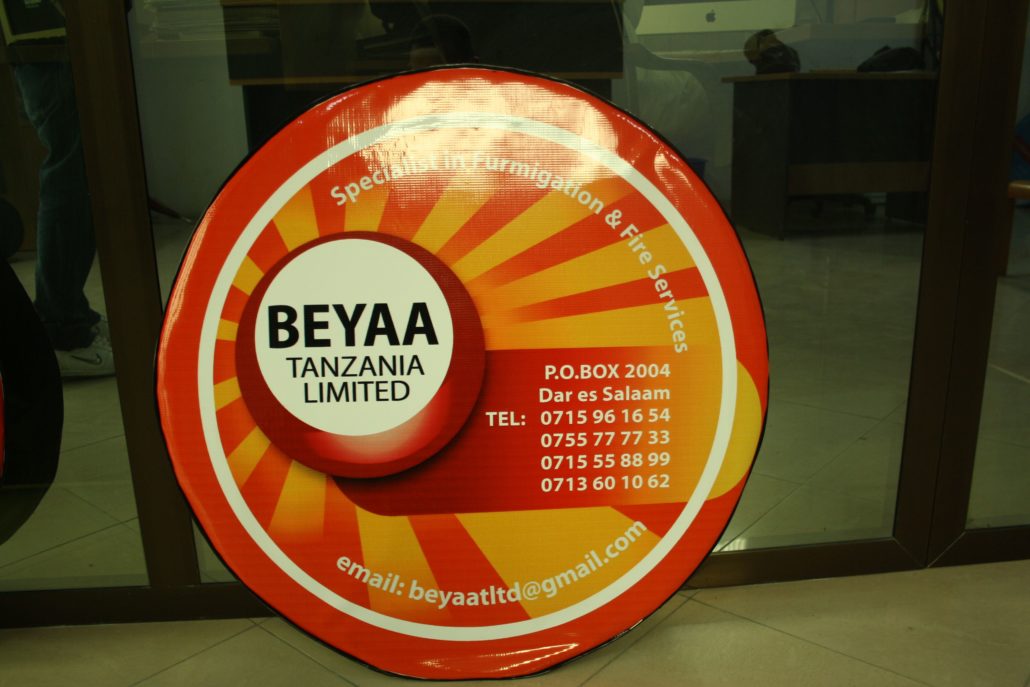 Specialist in Furmigation & Fire Services
BEYAA
TANZANIA
LIMITED
P.O.BOX 2004
Dar es Salaam
TEL: 0715 96 16 54
0755 77 77 33
0715 55 88 99
0713 60 10 62
email: beyaatltd@gmail.com